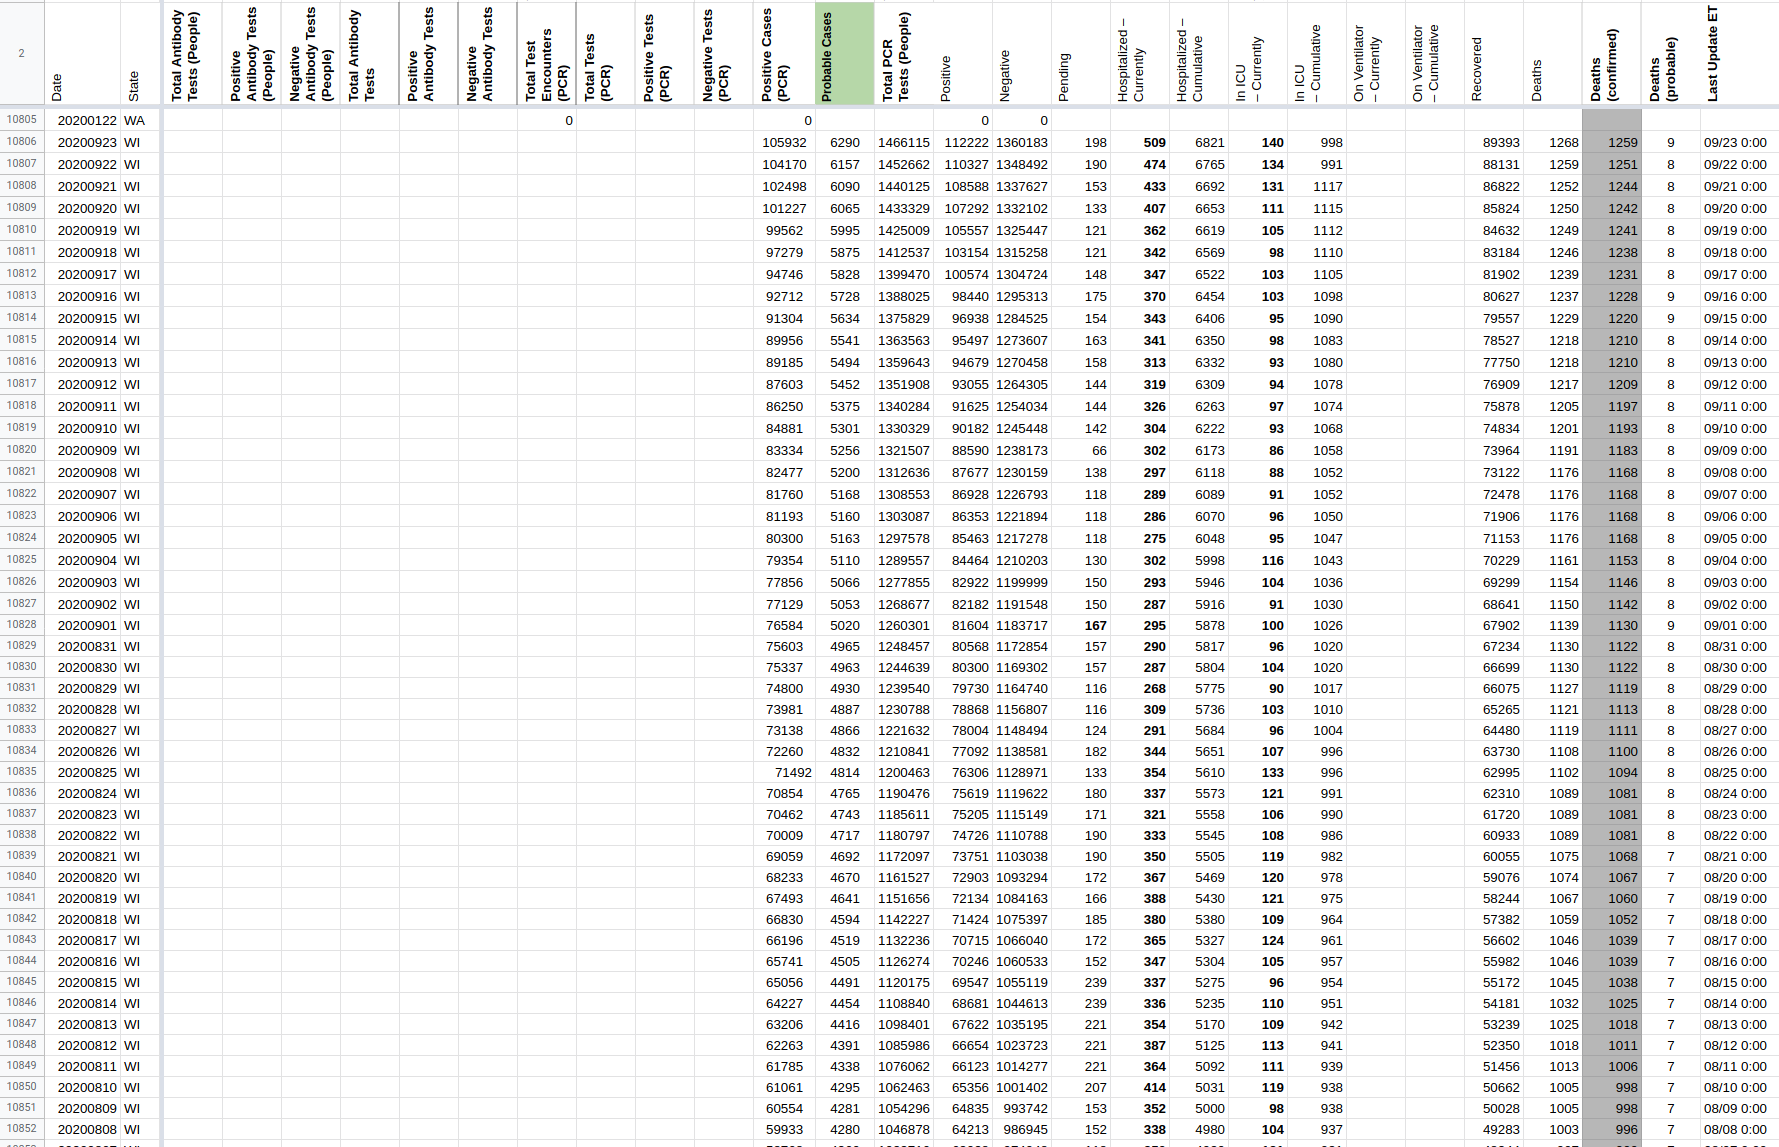 2 Date State Total Antibody Tests (People) Positive Antibody Tests (People) Negative Antibody Tests (People) Total Antibody Tests Positive Antibody Tests Negative Antibody Tests Total Test Encounters (PCR) Total Tests (PCR) Positive Tests (PCR) Negative Tests (PCR) Positive Cases (PCR) Probable Cases Total PCR Tests (People) Positive Negative Pending Hospitalized – Currently Hospitalized – Cumulative In ICU – Currently In ICU – Cumulative On Ventilator – Currently On Ventilator – Cumulative Recovered Deaths Deaths (confirmed) Deaths (probable) Last Update ET
10805 20200122 WA 0 0 0 0
10806 20200923 WI 105932 6290 1466115 112222 1360183 198 509 6821 140 998 89393 1268 1259 9 09/23 0:00
10807 20200922 WI 104170 6157 1452662 110327 1348492 190 474 6765 134 991 88131 1259 1251 8 09/22 0:00
10808 20200921 WI 102498 6090 1440125 108588 1337627 153 433 6692 131 1117 86822 1252 1244 8 09/21 0:00
10809 20200920 WI 101227 6065 1433329 107292 1332102 133 407 6653 111 1115 85824 1250 1242 8 09/20 0:00
10810 20200919 WI 99562 5995 1425009 105557 1325447 121 362 6619 105 1112 84632 1249 1241 8 09/19 0:00
10811 20200918 WI 97279 5875 1412537 103154 1315258 121 342 6569 98 1110 83184 1246 1238 8 09/18 0:00
10812 20200917 WI 94746 5828 1399470 100574 1304724 148 347 6522 103 1105 81902 1239 1231 8 09/17 0:00
10813 20200916 WI 92712 5728 1388025 98440 1295313 175 370 6454 103 1098 80627 1237 1228 9 09/16 0:00
10814 20200915 WI 91304 5634 1375829 96938 1284525 154 343 6406 95 1090 79557 1229 1220 9 09/15 0:00
10815 20200914 WI 89956 5541 1363563 95497 1273607 163 341 6350 98 1083 78527 1218 1210 8 09/14 0:00
10816 20200913 WI 89185 5494 1359643 94679 1270458 158 313 6332 93 1080 77750 1218 1210 8 09/13 0:00
10817 20200912 WI 87603 5452 1351908 93055 1264305 144 319 6309 94 1078 76909 1217 1209 8 09/12 0:00
10818 20200911 WI 86250 5375 1340284 91625 1254034 144 326 6263 97 1074 75878 1205 1197 8 09/11 0:00
10819 20200910 WI 84881 5301 1330329 90182 1245448 142 304 6222 93 1068 74834 1201 1193 8 09/10 0:00
10820 20200909 WI 83334 5256 1321507 88590 1238173 66 302 6173 86 1058 73964 1191 1183 8 09/09 0:00
10821 20200908 WI 82477 5200 1312636 87677 1230159 138 297 6118 88 1052 73122 1176 1168 8 09/08 0:00
10822 20200907 WI 81760 5168 1308553 86928 1226793 118 289 6089 91 1052 72478 1176 1168 8 09/07 0:00
10823 20200906 WI 81193 5160 1303087 86353 1221894 118 286 6070 96 1050 71906 1176 1168 8 09/06 0:00
10824 20200905 WI 80300 5163 1297578 85463 1217278 118 275 6048 95 1047 71153 1176 1168 8 09/05 0:00
10825 20200904 WI 79354 5110 1289557 84464 1210203 130 302 5998 116 1043 70229 1161 1153 8 09/04 0:00
10826 20200903 WI 77856 5066 1277855 82922 1199999 150 293 5946 104 1036 69299 1154 1146 8 09/03 0:00
10827 20200902 WI 77129 5053 1268677 82182 1191548 150 287 5916 91 1030 68641 1150 1142 8 09/02 0:00
10828 20200901 WI 76584 5020 1260301 81604 1183717 167 295 5878 100 1026 67902 1139 1130 9 09/01 0:00
10829 20200831 WI 75603 4965 1248457 80568 1172854 157 290 5817 96 1020 67234 1130 1122 8 08/31 0:00
10830 20200830 WI 75337 4963 1244639 80300 1169302 157 287 5804 104 1020 66699 1130 1122 8 08/30 0:00
10831 20200829 WI 74800 4930 1239540 79730 1164740 116 268 5775 90 1017 66075 1127 1119 8 08/29 0:00
10832 20200828 WI 73981 4887 1230788 78868 1156807 116 309 5736 103 1010 65265 1121 1113 8 08/28 0:00
10833 20200827 WI 73138 4866 1221632 78004 1148494 124 291 5684 96 1004 64480 1119 1111 8 08/27 0:00
10834 20200826 WI 72260 4832 1210841 77092 1138581 182 344 5651 107 996 63730 1108 1100 8 08/26 0:00
10835 20200825 WI 71492 4814 1200463 76306 1128971 133 354 5610 133 996 62995 1102 1094 8 08/25 0:00
10836 20200824 WI 70854 4765 1190476 75619 1119622 180 337 5573 121 991 62310 1089 1081 8 08/24 0:00
10837 20200823 WI 70462 4743 1185611 75205 1115149 171 321 5558 106 990 61720 1089 1081 8 08/23 0:00
10838 20200822 WI 70009 4717 1180797 74726 1110788 190 333 5545 108 986 60933 1089 1081 8 08/22 0:00
10839 20200821 WI 69059 4692 1172097 73751 1103038 190 350 5505 119 982 60055 1075 1068 7 08/21 0:00
10840 20200820 WI 68233 4670 1161527 72903 1093294 172 367 5469 120 978 59076 1074 1067 7 08/20 0:00
10841 20200819 WI 67493 4641 1151656 72134 1084163 166 388 5430 121 975 58244 1067 1060 7 08/19 0:00
10842 20200818 WI 66830 4594 1142227 71424 1075397 185 380 5380 109 964 57382 1059 1052 7 08/18 0:00
10843 20200817 WI 66196 4519 1132236 70715 1066040 172 365 5327 124 961 56602 1046 1039 7 08/17 0:00
10844 20200816 WI 65741 4505 1126274 70246 1060533 152 347 5304 105 957 55982 1046 1039 7 08/16 0:00
10845 20200815 WI 65056 4491 1120175 69547 1055119 239 337 5275 96 954 55172 1045 1038 7 08/15 0:00
10846 20200814 WI 64227 4454 1108840 68681 1044613 239 336 5235 110 951 54181 1032 1025 7 08/14 0:00
10847 20200813 WI 63206 4416 1098401 67622 1035195 221 354 5170 109 942 53239 1025 1018 7 08/13 0:00
10848 20200812 WI 62263 4391 1085986 66654 1023723 221 387 5125 113 941 52350 1018 1011 7 08/12 0:00
10849 20200811 WI 61785 4338 1076062 66123 1014277 221 364 5092 111 939 51456 1013 1006 7 08/11 0:00
10850 20200810 WI 61061 4295 1062463 65356 1001402 207 414 5031 119 938 50662 1005 998 7 08/10 0:00
10851 20200809 WI 60554 4281 1054296 64835 993742 153 352 5000 98 938 50028 1005 998 7 08/09 0:00
10852 20200808 WI 59933 4280 1046878 64213 986945 152 338 4980 104 937 49283 1003 996 7 08/08 0:00